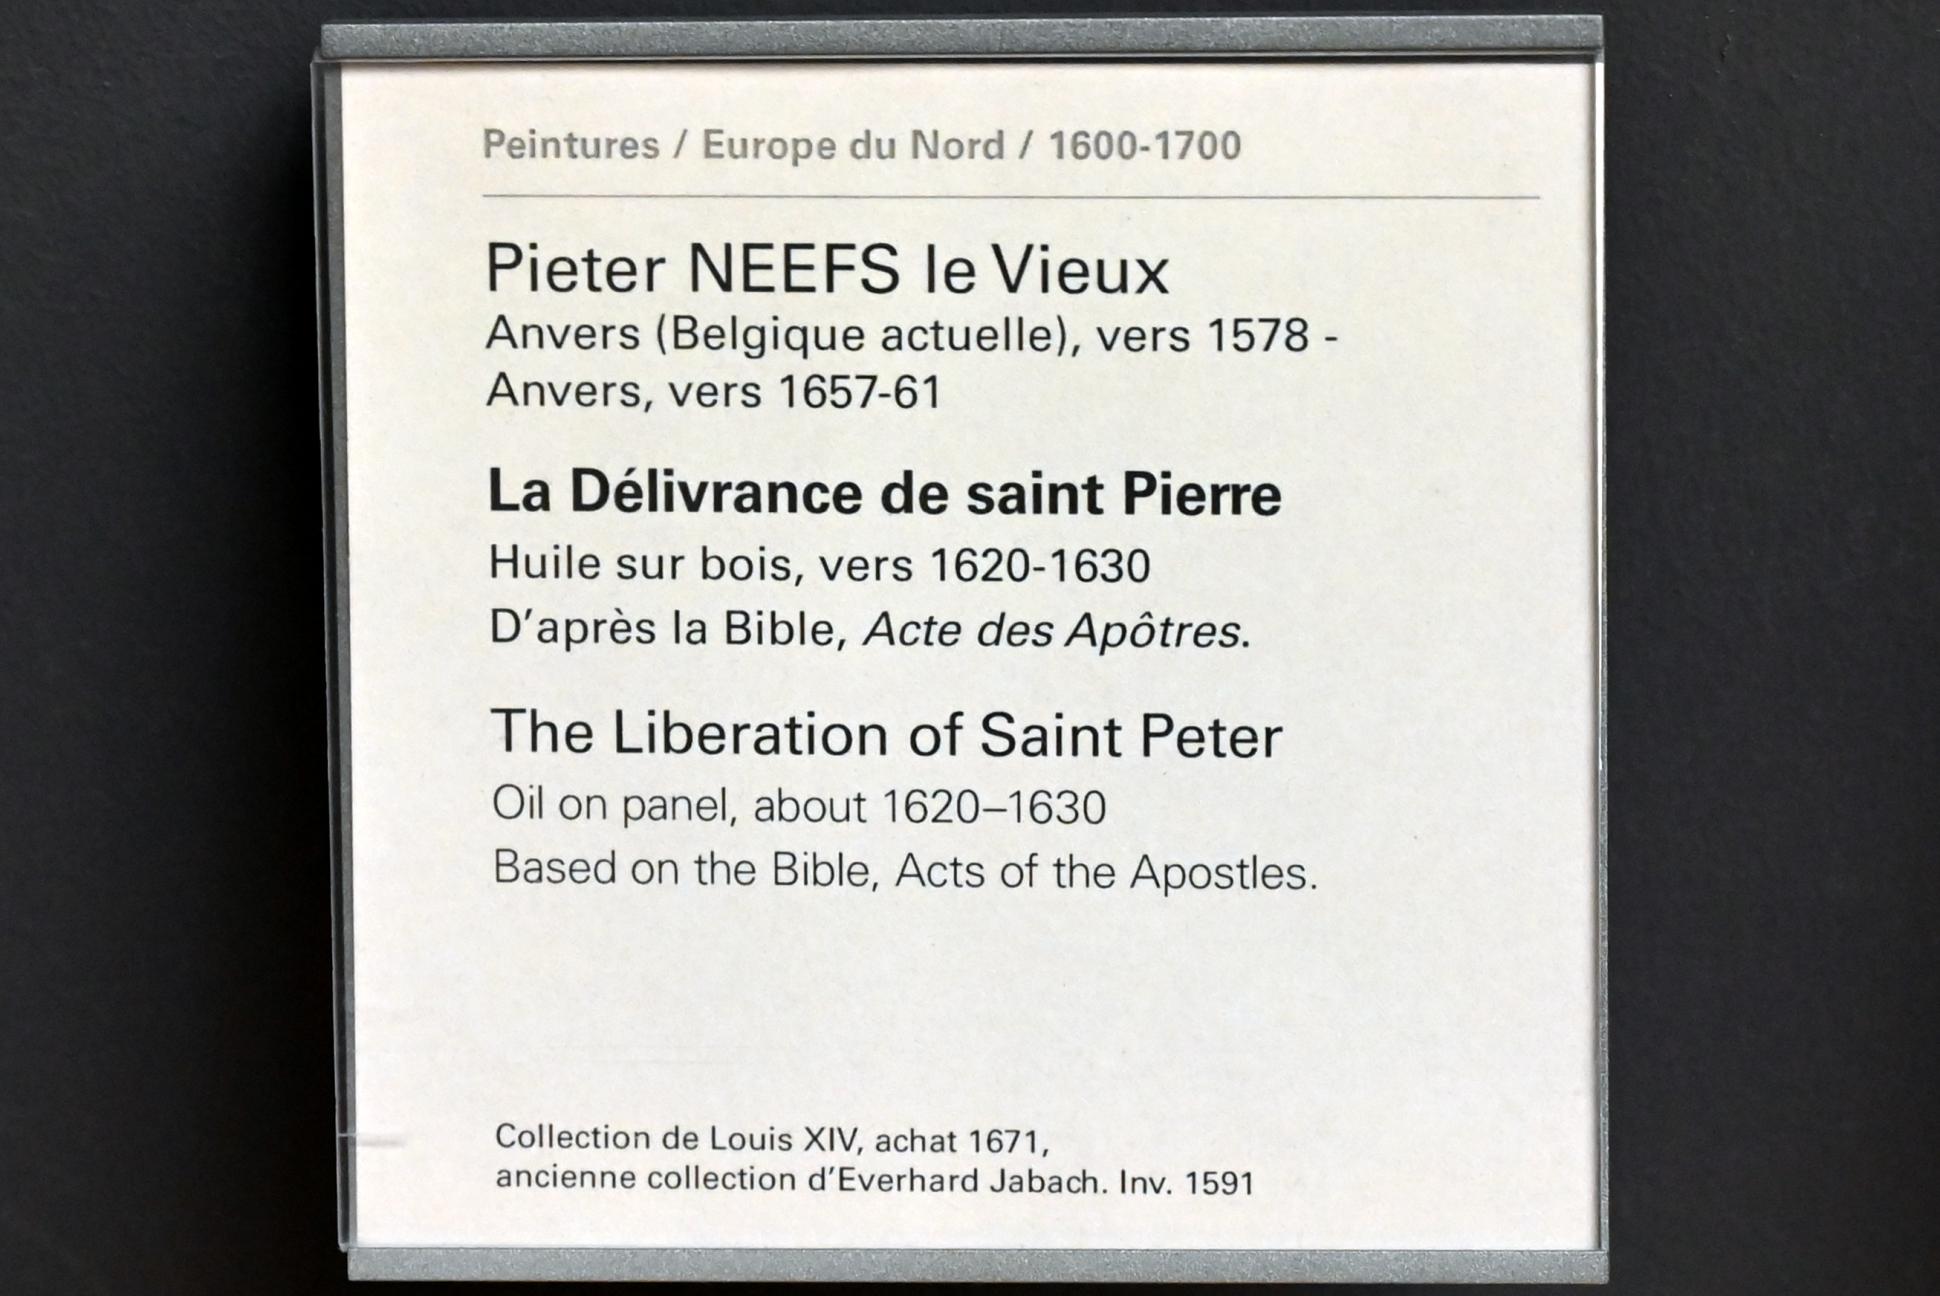 Peintures / Europe du Nord / 1600-1700
Pieter NEEFS le Vieux
Anvers (Belgique actuelle), vers 1578 -
Anvers, vers 1657-61
La Délivrance de saint Pierre
Huile sur bois, vers 1620-1630
D'après la Bible, Acte des Apôtres.
The Liberation of Saint Peter
Oil on panel, about 1620–1630
Based on the Bible, Acts of the Apostles.
Collection de Louis XIV, achat 1671,
ancienne collection d'Everhard Jabach. Inv. 1591